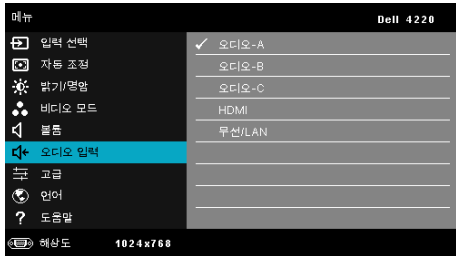 메뉴 Dell 4220
입력 선택 ✓ 오디오-A
자동 조정 오디오-B
밝기/명암 오디오-C
비디오 모드 HDMI
볼륨 무선/LAN
오디오 입력
고급
언어
? 도움말
해상도 1024x768